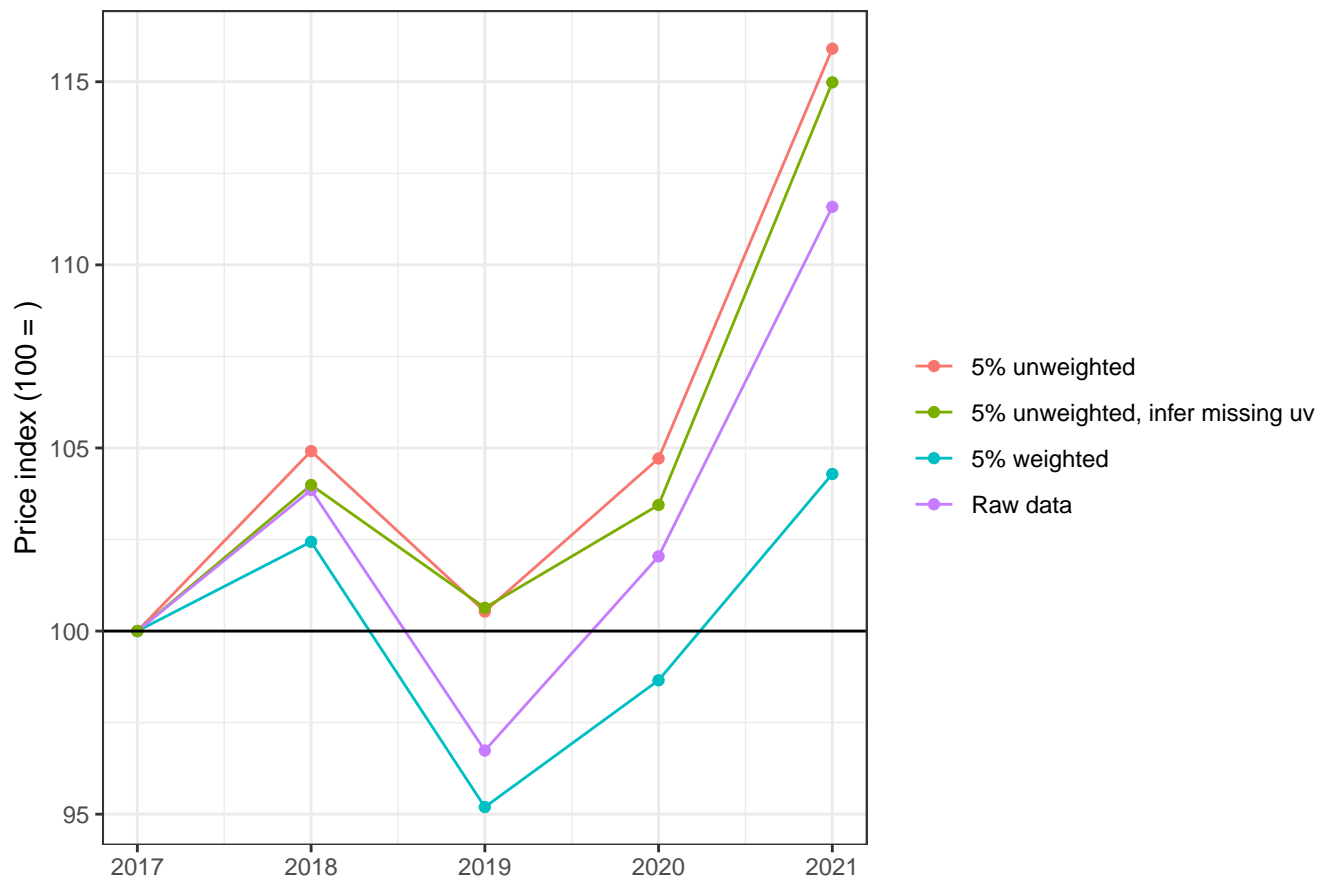 Price index (100 = )
115
110
105
100
95
2017
2018
2019
2020
2021
5% unweighted
5% unweighted, infer missing uv
5% weighted
Raw data